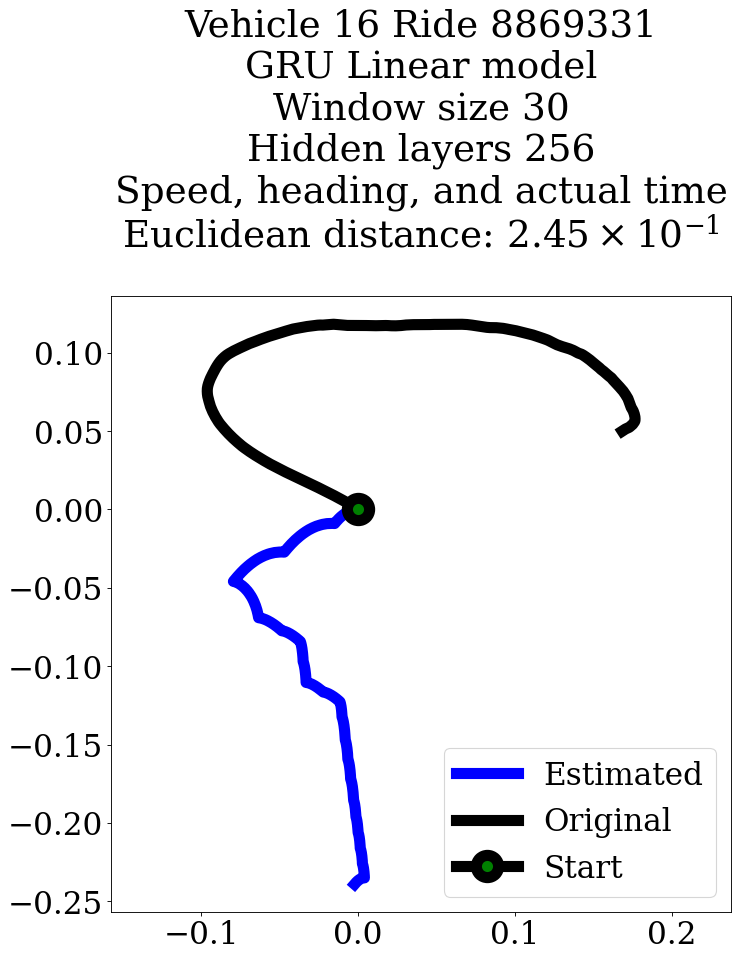 Vehicle 16 Ride 8869331
GRU Linear model
Window size 30
Hidden layers 256
Speed, heading, and actual time
Euclidean distance: 2.45 × 10⁻¹
0.10
0.05
0.00
−0.05
−0.10
−0.15
−0.20
−0.25
Estimated
Original
Start
−0.1 0.0 0.1 0.2